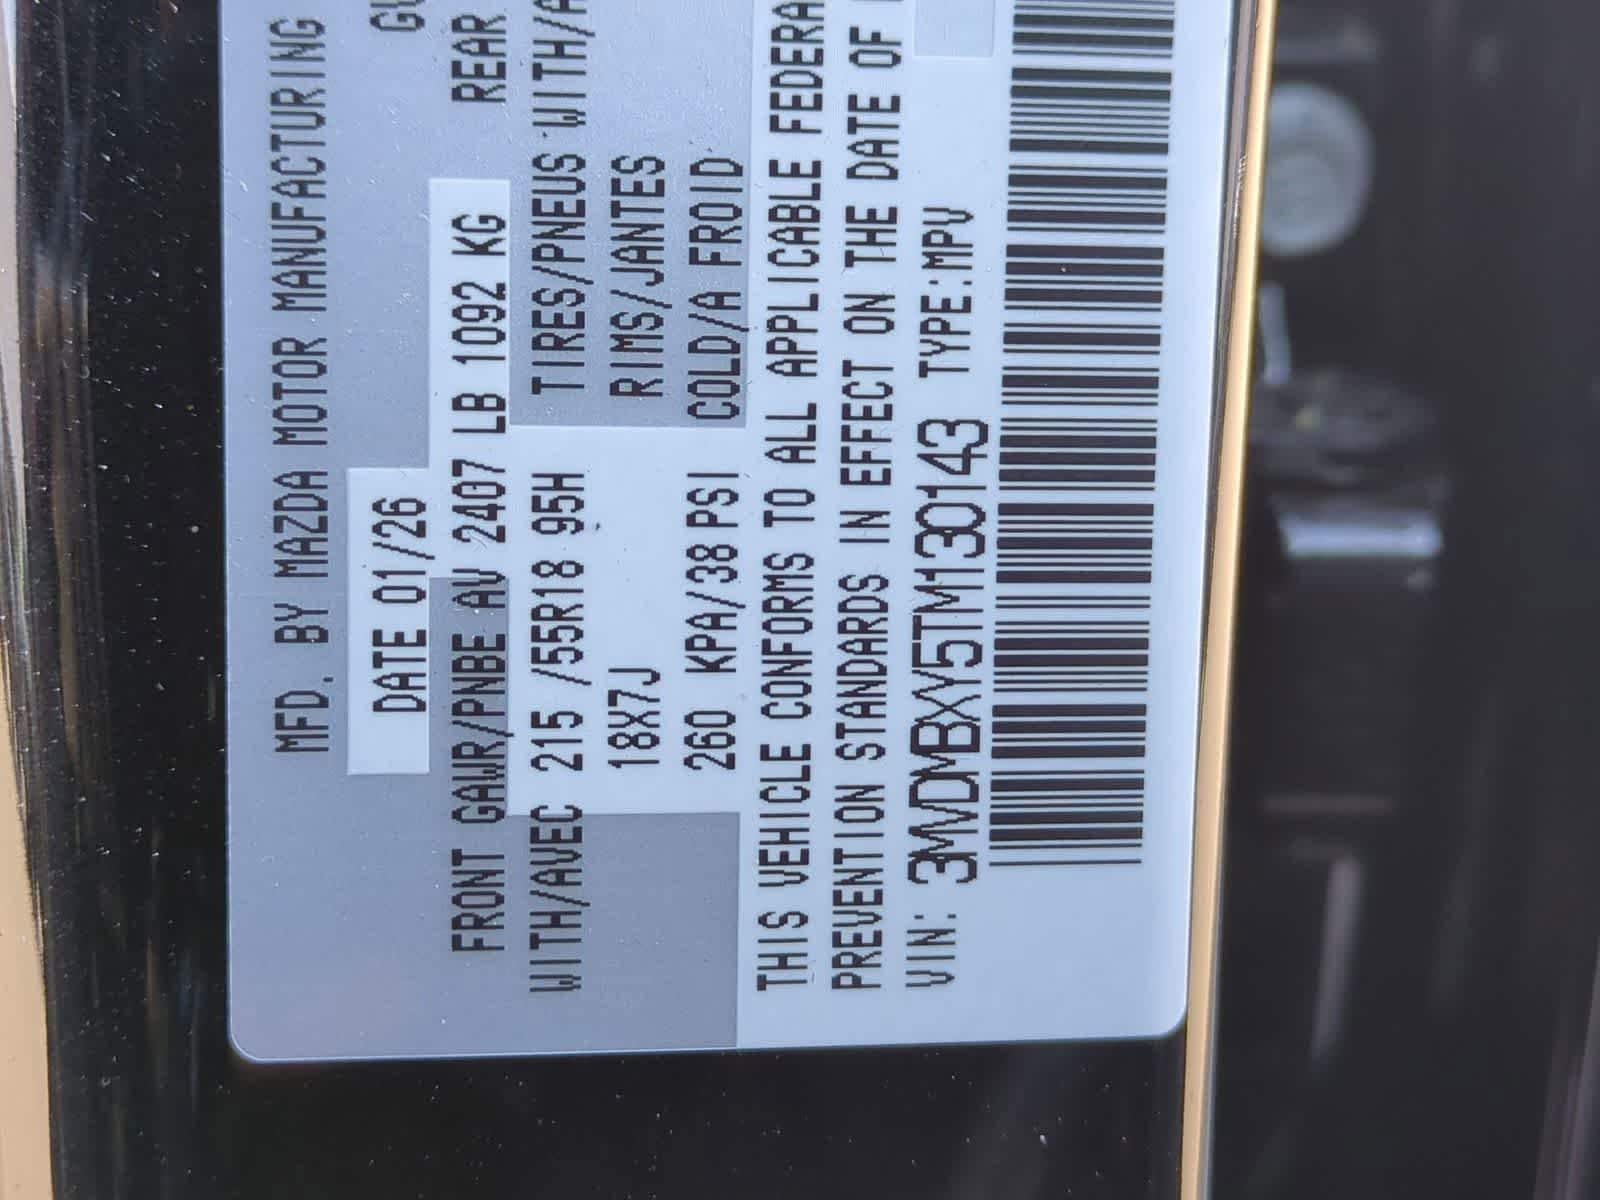 MFD. BY MAZDA MOTOR MANUFACTURING
DATE 01/26
FRONT GAWR/PNBE AV 2407 LB 1092 KG REAR
WITH/AVEC 215 /55R18 95H TIRES/PNEUS WITH/
18X7J RIMS/JANTES
260 KPA/38 PSI COLD/A FROID
THIS VEHICLE CONFORMS TO ALL APPLICABLE FEDERA
PREVENTION STANDARDS IN EFFECT ON THE DATE OF
VIN: 3MVDMBXY5TM130143 TYPE:MPV